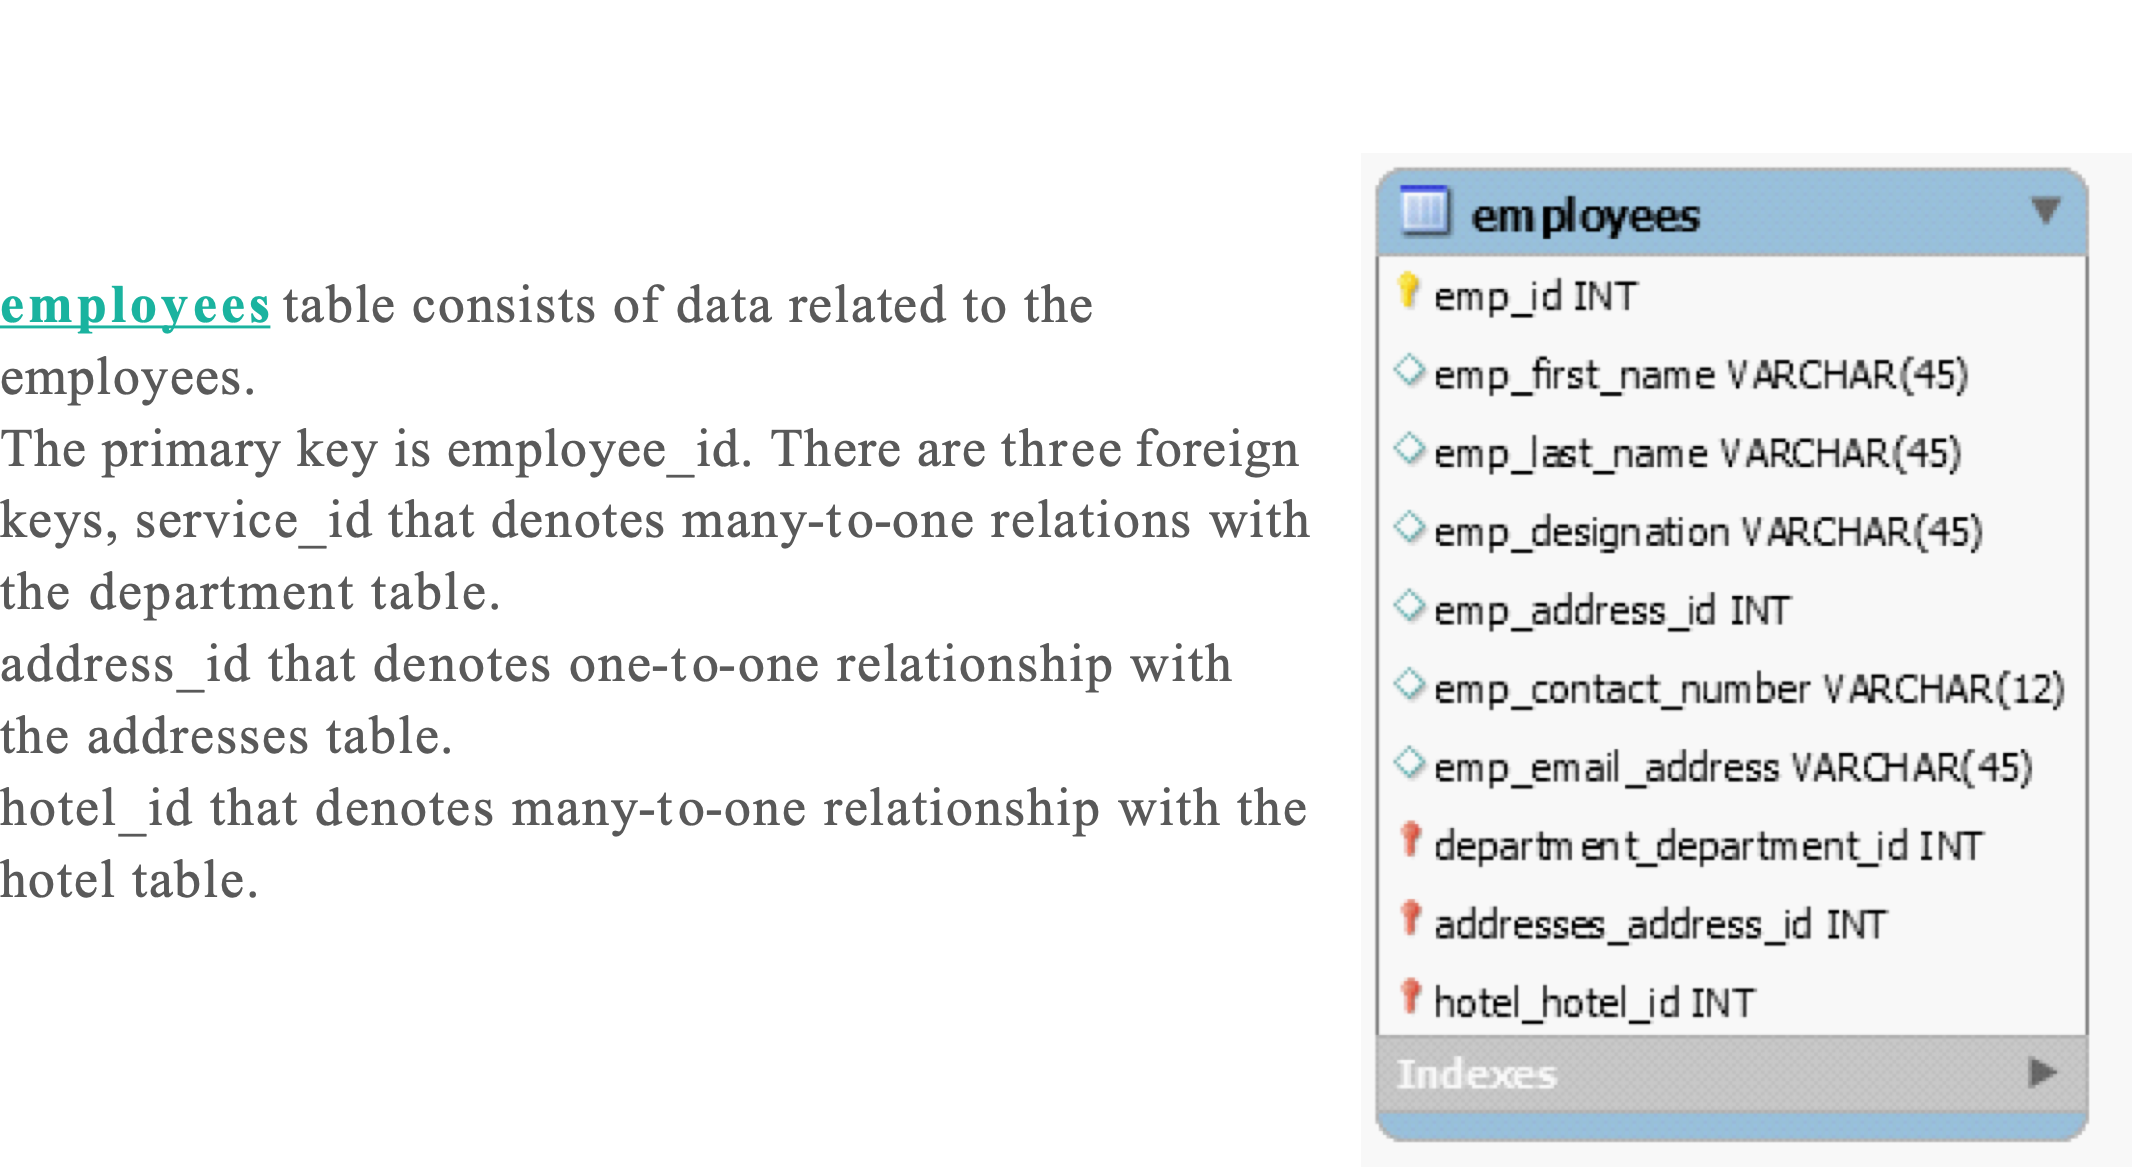 employees table consists of data related to the
employees.
The primary key is employee_id. There are three foreign
keys, service_id that denotes many-to-one relations with
the department table.
address_id that denotes one-to-one relationship with
the addresses table.
hotel_id that denotes many-to-one relationship with the
hotel table.
employees
emp_id INT
emp_first_name VARCHAR(45)
emp_last_name VARCHAR(45)
emp_designation VARCHAR(45)
emp_address_id INT
emp_contact_number VARCHAR(12)
emp_email_address VARCHAR(45)
department_department_id INT
addresses_address_id INT
hotel_hotel_id INT
Indexes